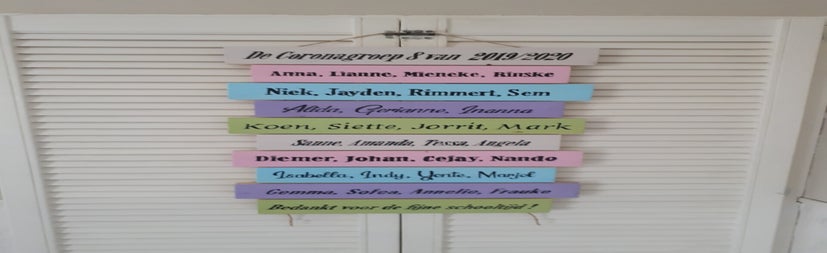 De Coronagroep 8 van 2019/2020
Anna, Lianne, Mieneke, Rinske
Niek, Jayden, Rimmert, Sem
Alida, Gerianne, Inanna
Koen, Siette, Jorrit, Mark
Sanne, Amanda, Tessa, Angela
Diemer, Johan, Cejay, Nando
Isabella, Indy, Yente, Marjol
Gemma, Sofea, Annelie, Frauke
Bedankt voor de fijne schooltijd!